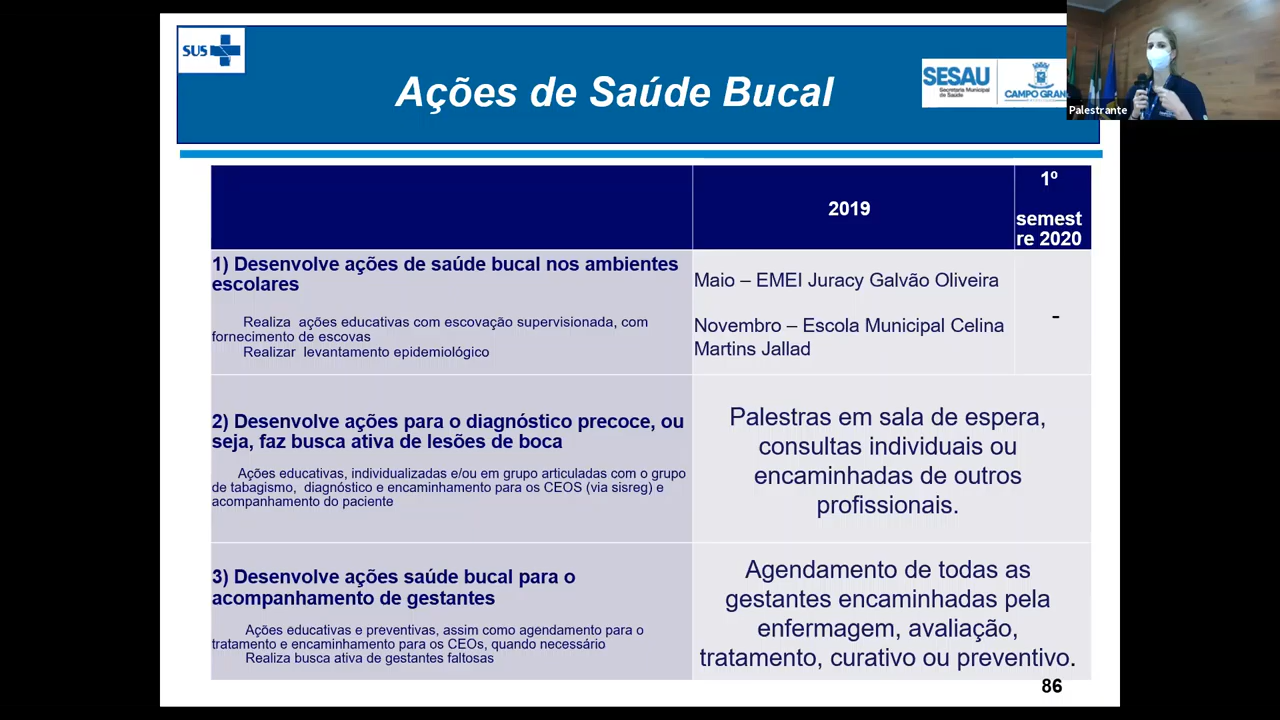 SUS
Ações de Saúde Bucal
SESAU
Secretaria Municipal
de Saúde
CAMPO GRAN
Palestrante
2019
1º
semest
re 2020
1) Desenvolve ações de saúde bucal nos ambientes
escolares
Realiza ações educativas com escovação supervisionada, com
fornecimento de escovas
Realizar levantamento epidemiológico
Maio – EMEI Juracy Galvão Oliveira
Novembro – Escola Municipal Celina
Martins Jallad
-
2) Desenvolve ações para o diagnóstico precoce, ou
seja, faz busca ativa de lesões de boca
Ações educativas, individualizadas e/ou em grupo articuladas com o grupo
de tabagismo, diagnóstico e encaminhamento para os CEOS (via sisreg) e
acompanhamento do paciente
Palestras em sala de espera,
consultas individuais ou
encaminhadas de outros
profissionais.
3) Desenvolve ações saúde bucal para o
acompanhamento de gestantes
Ações educativas e preventivas, assim como agendamento para o
tratamento e encaminhamento para os CEOs, quando necessário
Realiza busca ativa de gestantes faltosas
Agendamento de todas as
gestantes encaminhadas pela
enfermagem, avaliação,
tratamento, curativo ou preventivo.
86